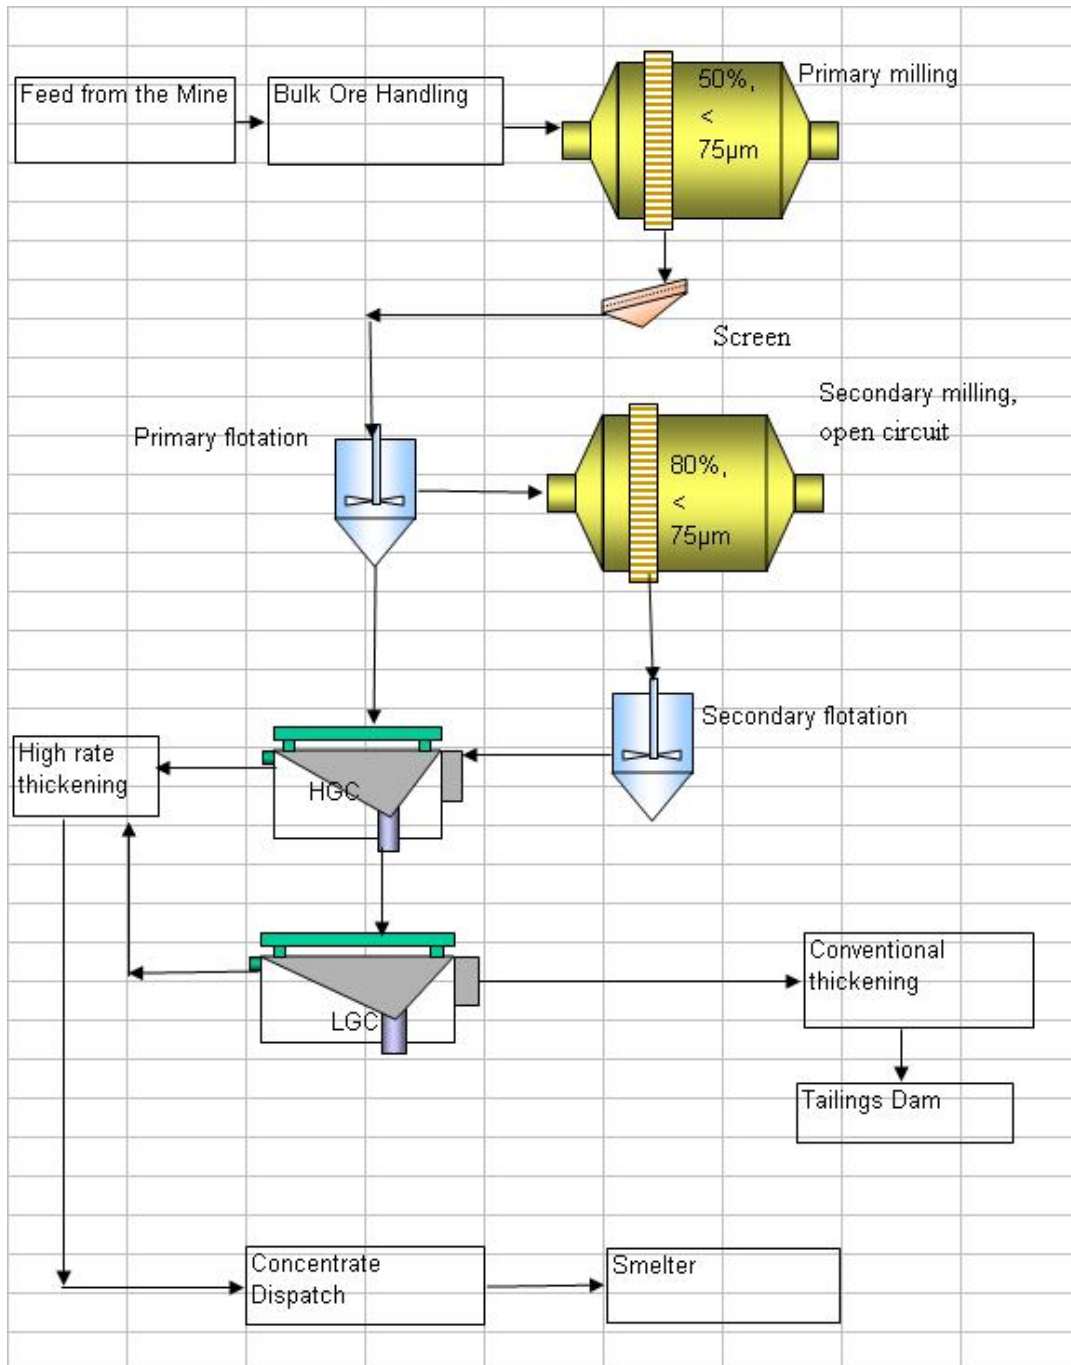 Feed from the Mine
Bulk Ore Handling
50%,
<
75µm
Primary milling
Screen
Primary flotation
Secondary milling,
open circuit
80%,
<
75µm
Secondary flotation
High rate
thickening
HGC
LGC
Conventional
thickening
Tailings Dam
Concentrate
Dispatch
Smelter